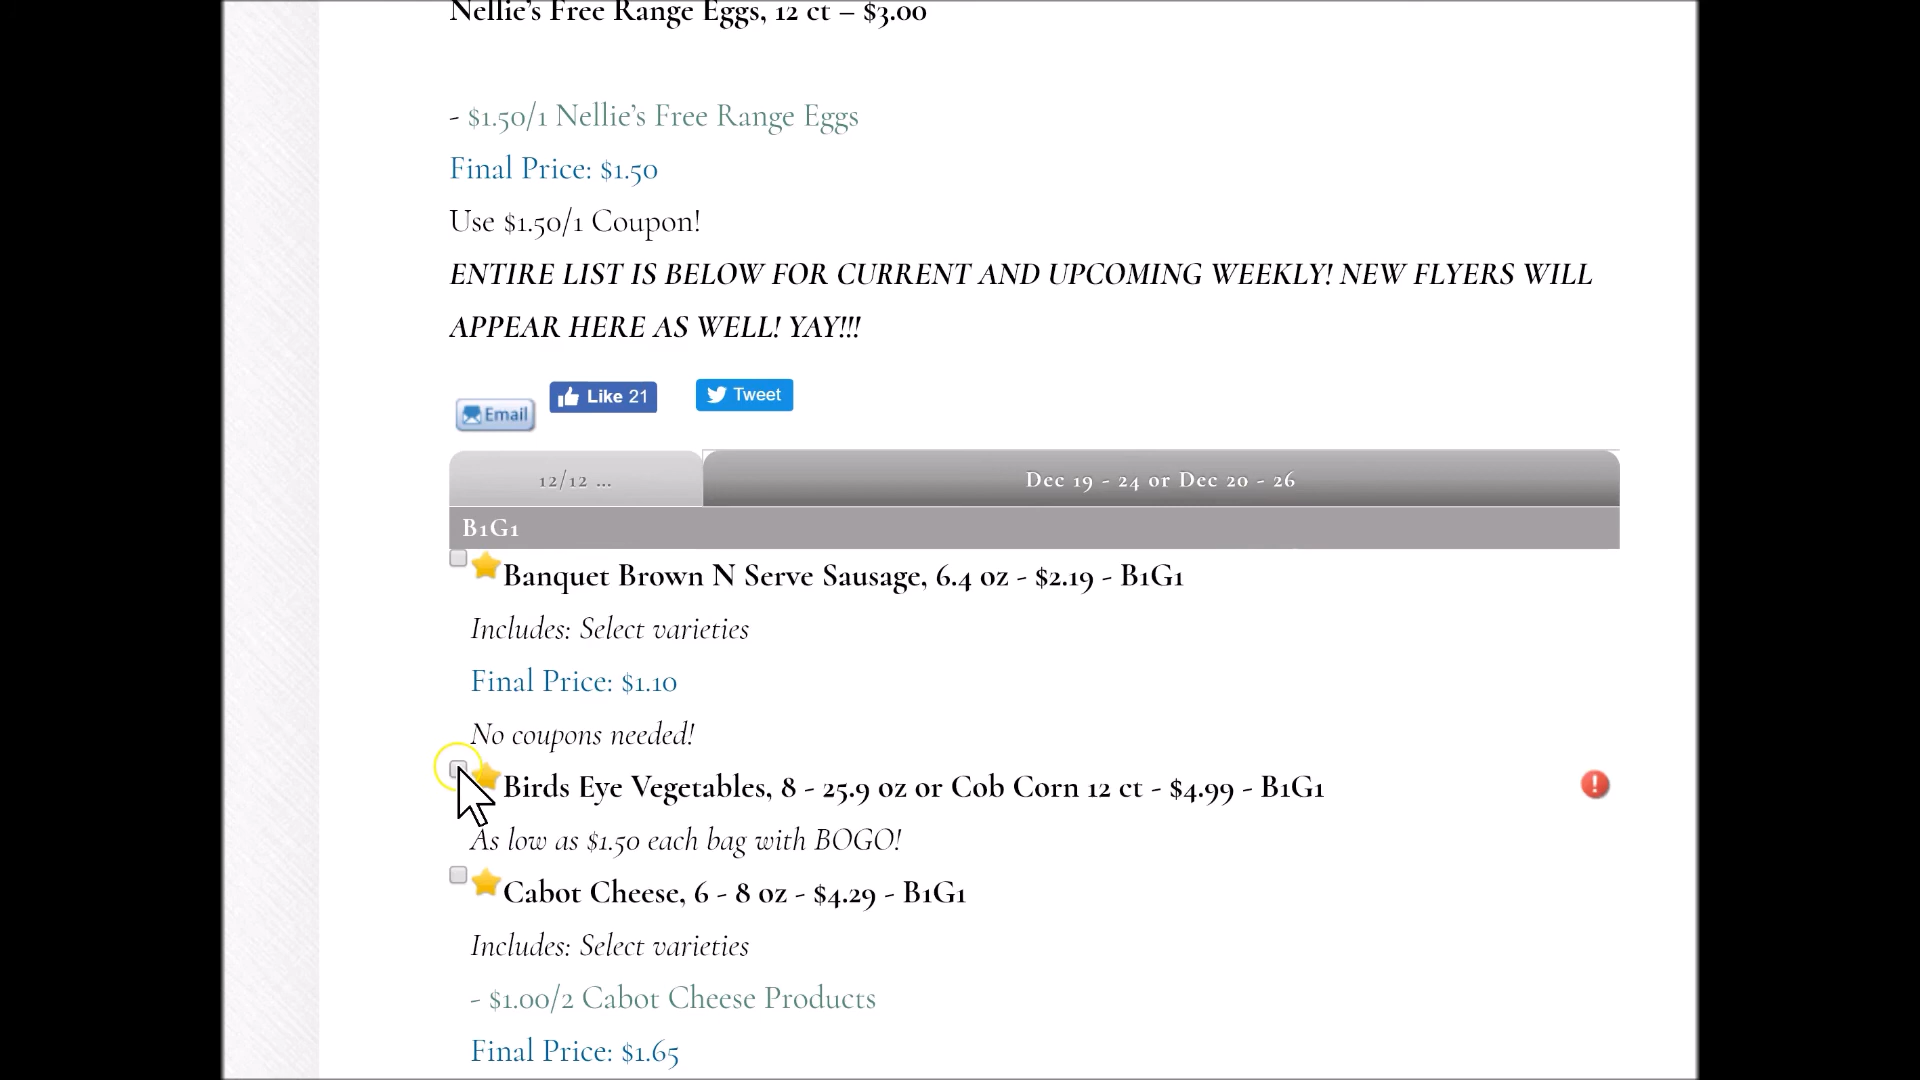 Nellie's Free Range Eggs, 12 ct – $3.00
- $1.50/1 Nellie's Free Range Eggs
Final Price: $1.50
Use $1.50/1 Coupon!
ENTIRE LIST IS BELOW FOR CURRENT AND UPCOMING WEEKLY! NEW FLYERS WILL
APPEAR HERE AS WELL! YAY!!!
Email
Like 21
Tweet
12/12 ...
Dec 19 - 24 or Dec 20 - 26
B1G1
Banquet Brown N Serve Sausage, 6.4 oz - $2.19 - B1G1
Includes: Select varieties
Final Price: $1.10
No coupons needed!
Birds Eye Vegetables, 8 - 25.9 oz or Cob Corn 12 ct - $4.99 - B1G1
As low as $1.50 each bag with BOGO!
Cabot Cheese, 6 - 8 oz - $4.29 - B1G1
Includes: Select varieties
- $1.00/2 Cabot Cheese Products
Final Price: $1.65